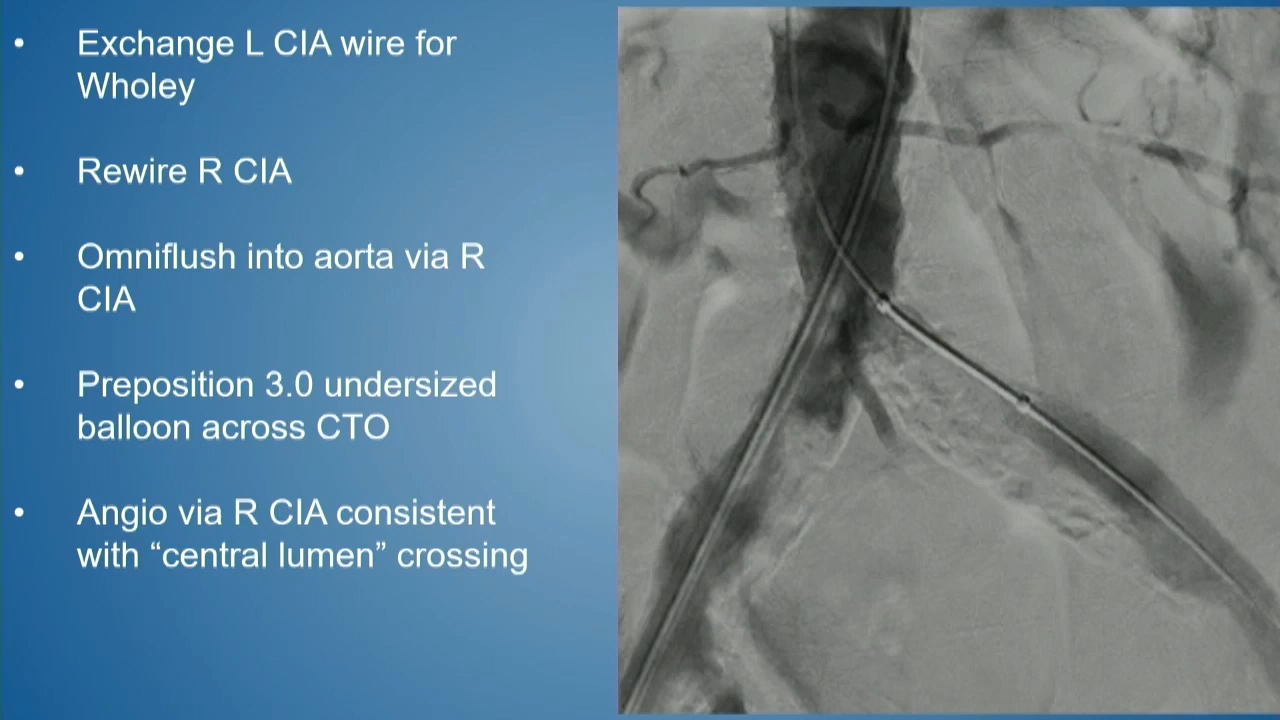 • Exchange L CIA wire for
Wholey
• Rewire R CIA
• Omniflush into aorta via R
CIA
• Preposition 3.0 undersized
balloon across CTO
• Angio via R CIA consistent
with “central lumen” crossing